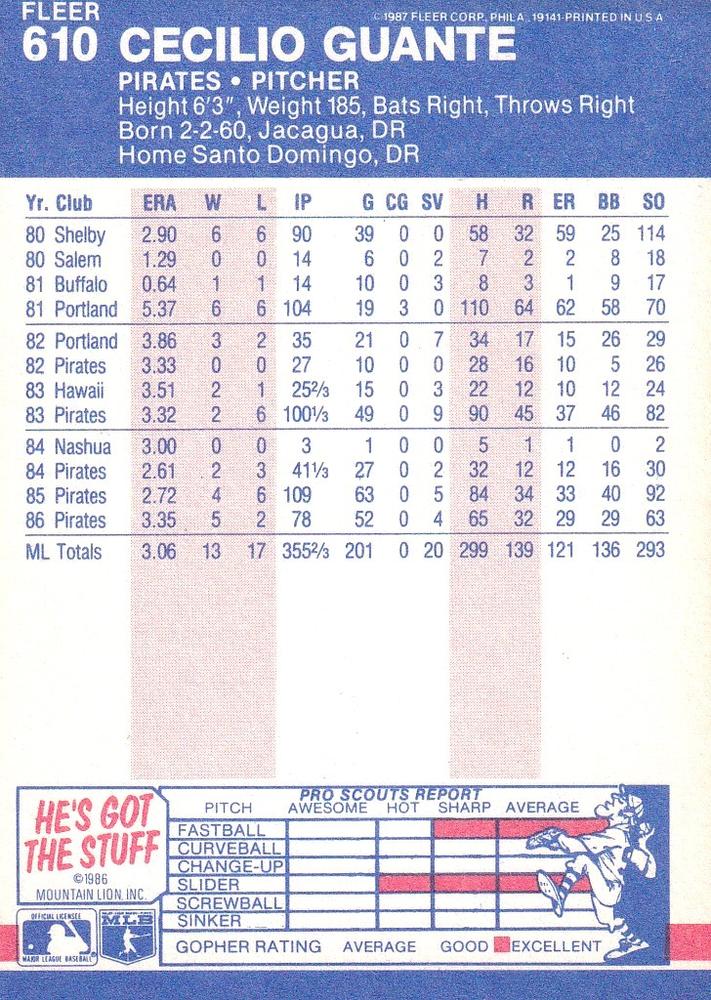 FLEER
© 1987 FLEER CORP. PHILA., 19141-PRINTED IN U S A
610 CECILIO GUANTE
PIRATES • PITCHER
Height 6'3", Weight 185, Bats Right, Throws Right
Born 2-2-60, Jacagua, DR
Home Santo Domingo, DR
Yr. Club ERA W L IP G CG SV H R ER BB SO
80 Shelby 2.90 6 6 90 39 0 0 58 32 59 25 114
80 Salem 1.29 0 0 14 6 0 2 7 2 2 8 18
81 Buffalo 0.64 1 1 14 10 0 3 8 3 1 9 17
81 Portland 5.37 6 6 104 19 3 0 110 64 62 58 70
82 Portland 3.86 3 2 35 21 0 7 34 17 15 26 29
82 Pirates 3.33 0 0 27 10 0 0 28 16 10 5 26
83 Hawaii 3.51 2 1 25⅔ 15 0 3 22 12 10 12 24
83 Pirates 3.32 2 6 100⅓ 49 0 9 90 45 37 46 82
84 Nashua 3.00 0 0 3 1 0 0 5 1 1 0 2
84 Pirates 2.61 2 3 41⅓ 27 0 2 32 12 12 16 30
85 Pirates 2.72 4 6 109 63 0 5 84 34 33 40 92
86 Pirates 3.35 5 2 78 52 0 4 65 32 29 29 63
ML Totals 3.06 13 17 355⅔ 201 0 20 299 139 121 136 293
HE'S GOT
THE STUFF
©1986
MOUNTAIN LION, INC.
OFFICIAL LICENSEE
MAJOR LEAGUE BASEBALL
MLB
PRO SCOUTS REPORT
PITCH AWESOME HOT SHARP AVERAGE
FASTBALL
CURVEBALL
CHANGE-UP
SLIDER
SCREWBALL
SINKER
GOPHER RATING AVERAGE GOOD EXCELLENT